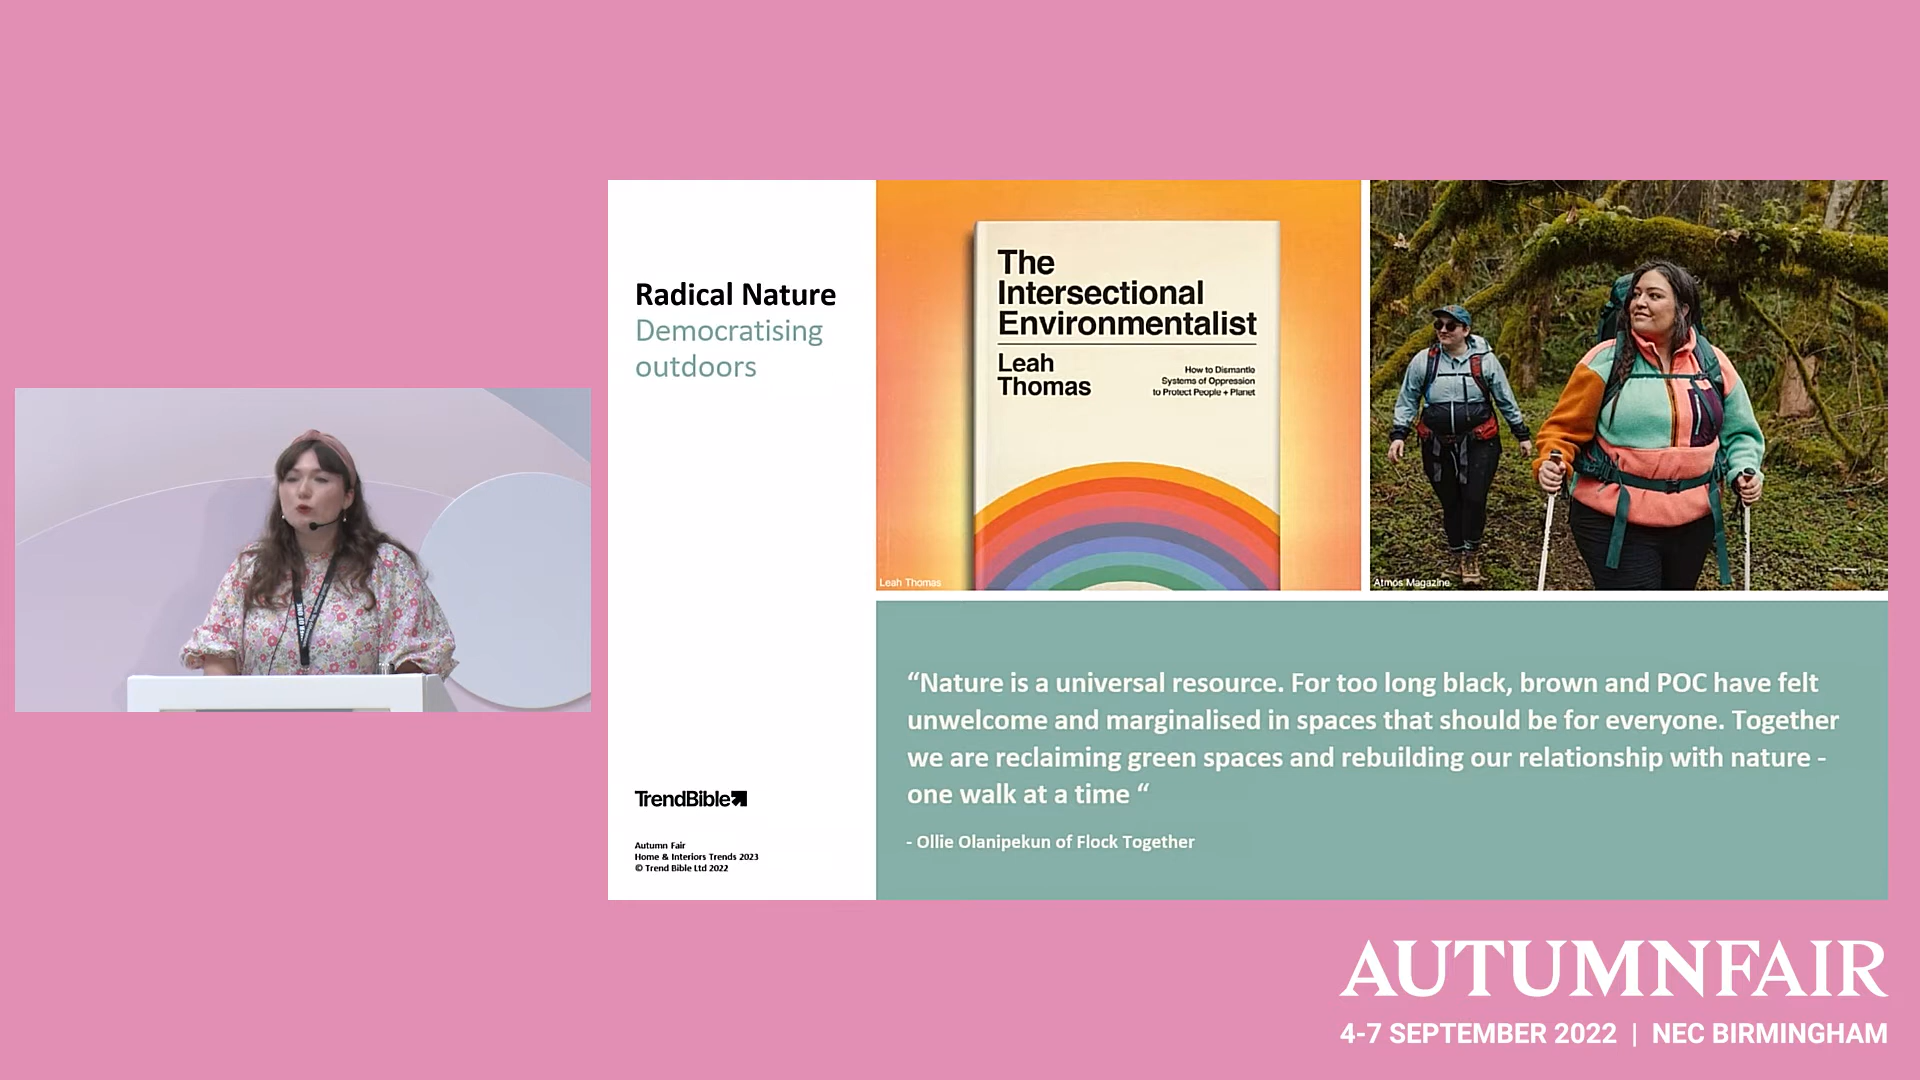 Radical Nature
Democratising
outdoors
TrendBible
Autumn Fair
Home & Interiors Trends 2023
© Trend Bible Ltd 2022
The
Intersectional
Environmentalist
Leah
Thomas
How to Dismantle
Systems of Oppression
to Protect People + Planet
Leah Thomas
Atmos Magazine
“Nature is a universal resource. For too long black, brown and POC have felt
unwelcome and marginalised in spaces that should be for everyone. Together
we are reclaiming green spaces and rebuilding our relationship with nature -
one walk at a time “
- Ollie Olanipekun of Flock Together
AUTUMNFAIR
4-7 SEPTEMBER 2022 | NEC BIRMINGHAM